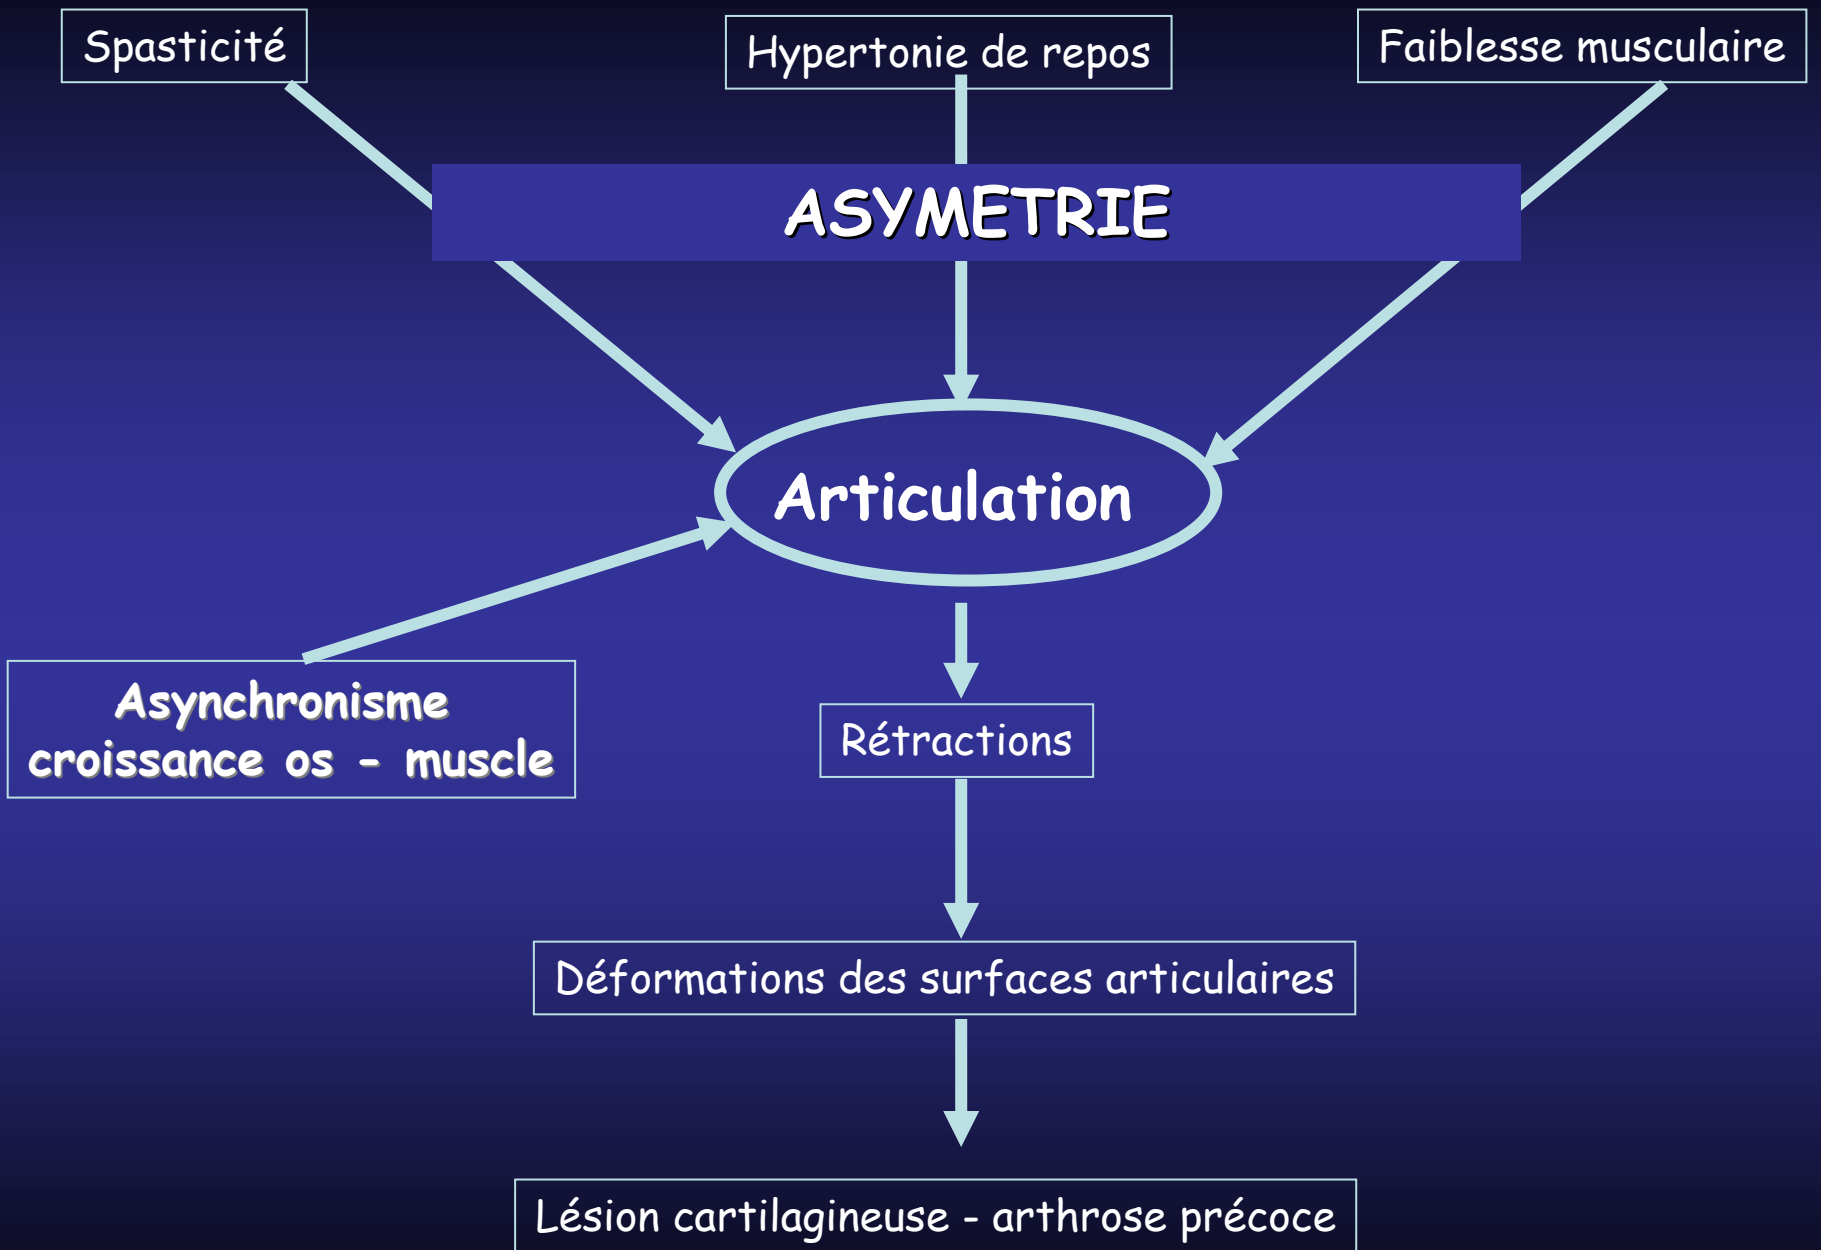 Spasticité
Hypertonie de repos
Faiblesse musculaire
ASYMETRIE
Articulation
Asynchronisme
croissance os - muscle
Rétractions
Déformations des surfaces articulaires
Lésion cartilagineuse - arthrose précoce